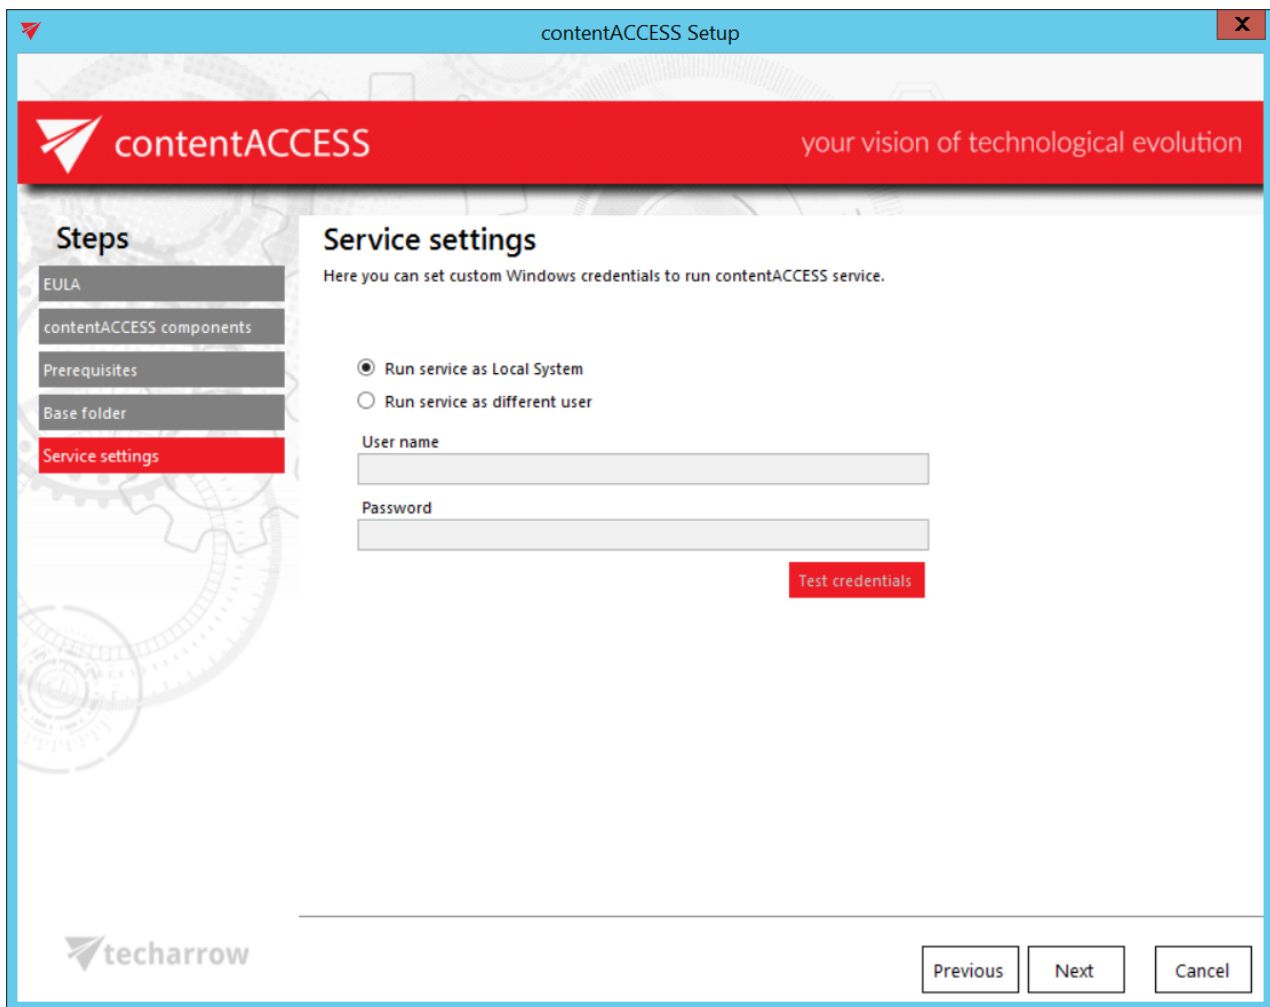 contentACCESS Setup
X
contentACCESS
your vision of technological evolution
Steps
EULA
contentACCESS components
Prerequisites
Base folder
Service settings
Service settings
Here you can set custom Windows credentials to run contentACCESS service.
Run service as Local System
Run service as different user
User name
Password
Test credentials
techarrow
Previous
Next
Cancel